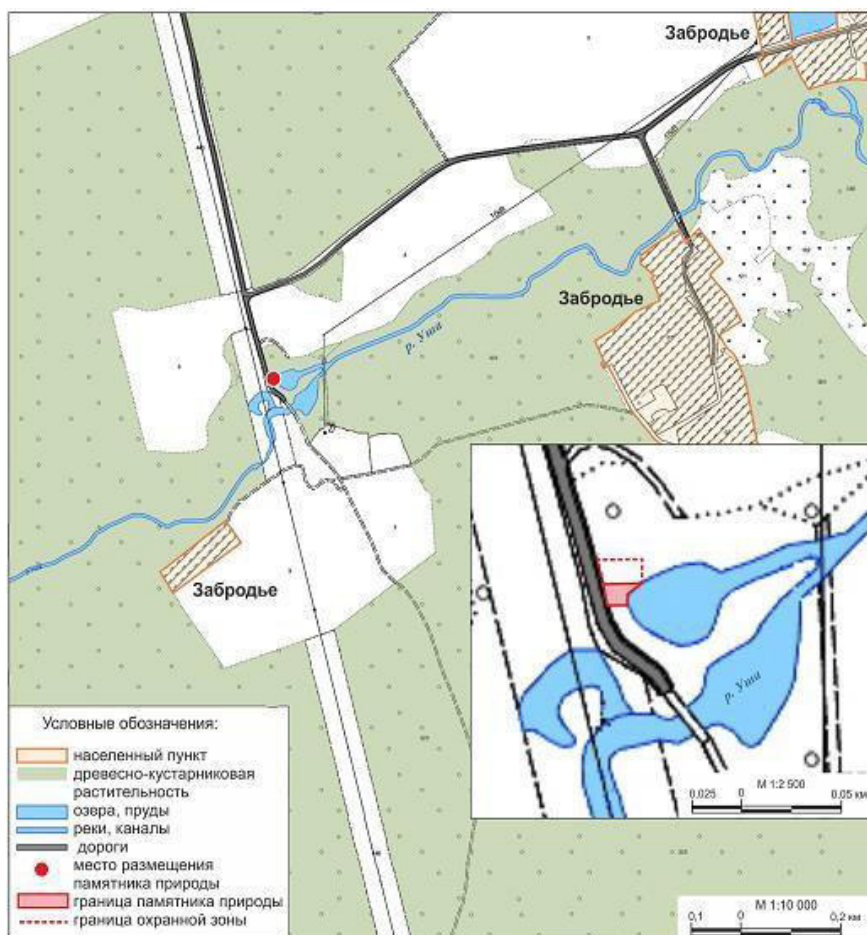 Забродье
Забродье
р. Уша
Забродье
р. Уша
М 1:2 500
0,025 0 0,05 км
Условные обозначения:
населенный пункт
древесно-кустарниковая
растительность
озера, пруды
реки, каналы
дороги
место размещения
памятника природы
граница памятника природы
граница охранной зоны
М 1:10 000
0,1 0 0,2 км